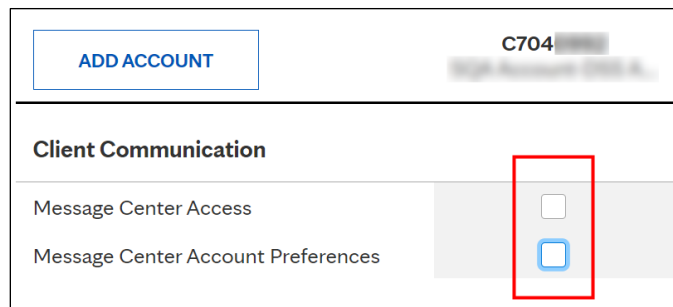 ADD ACCOUNT
C704
Client Communication
Message Center Access
Message Center Account Preferences